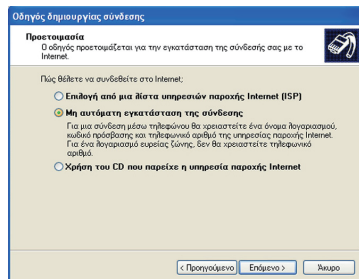 Οδηγός δημιουργίας σύνδεσης
Προετοιμασία
Ο οδηγός προετοιμάζεται για την εγκατάσταση της σύνδεσής σας με το
Internet.
Πώς θέλετε να συνδεθείτε στο Internet;
Επιλογή από μια λίστα υπηρεσιών παροχής Internet (ISP)
Μη αυτόματη εγκατάσταση της σύνδεσης
Για μια σύνδεση μέσω τηλεφώνου θα χρειαστείτε ένα όνομα λογαριασμού,
κωδικό πρόσβασης και τηλεφωνικό αριθμό της υπηρεσίας παροχής Internet.
Για ένα λογαριασμό ευρείας ζώνης, δεν θα χρειαστείτε τηλεφωνικό
αριθμό.
Χρήση του CD που παρείχε η υπηρεσία παροχής Internet
< Προηγούμενο
Επόμενο >
Άκυρο